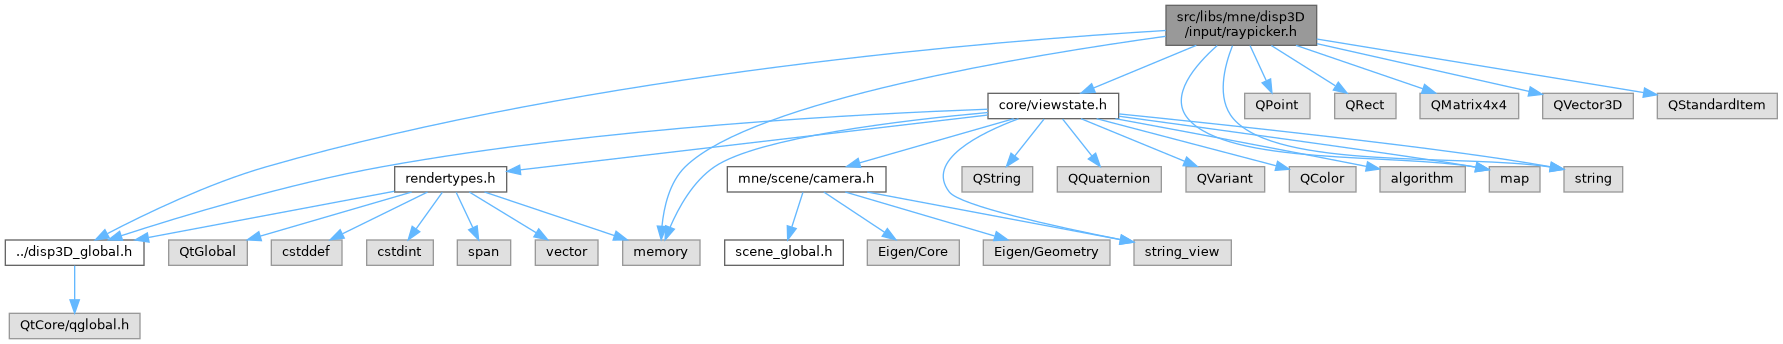 src/libs/mne/disp3D
/input/raypicker.h
core/viewstate.h
QPoint
QRect
QMatrix4x4
QVector3D
QStandardItem
rendertypes.h
mne/scene/camera.h
QString
QQuaternion
QVariant
QColor
algorithm
map
string
../disp3D_global.h
QtGlobal
cstddef
cstdint
span
vector
memory
scene_global.h
Eigen/Core
Eigen/Geometry
string_view
QtCore/qglobal.h